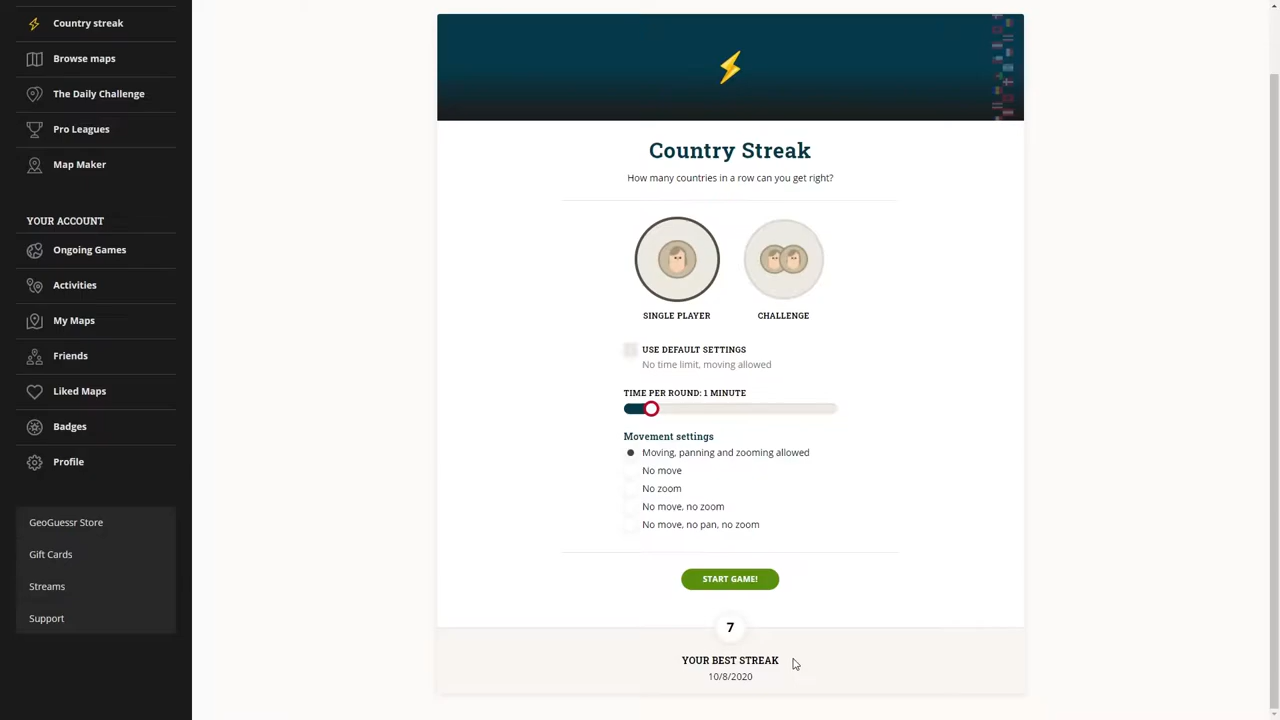 Country streak
Browse maps
The Daily Challenge
Pro Leagues
Map Maker
YOUR ACCOUNT
Ongoing Games
Activities
My Maps
Friends
Liked Maps
Badges
Profile
GeoGuessr Store
Gift Cards
Streams
Support
Country Streak
How many countries in a row can you get right?
SINGLE PLAYER
CHALLENGE
USE DEFAULT SETTINGS
No time limit, moving allowed
TIME PER ROUND: 1 MINUTE
Movement settings
Moving, panning and zooming allowed
No move
No zoom
No move, no zoom
No move, no pan, no zoom
START GAME!
7
YOUR BEST STREAK
10/8/2020